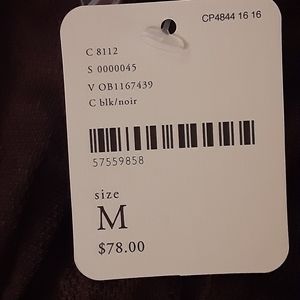 CP4844 16 16
C 8112
S 0000045
V OB1167439
C blk/noir
57559858
size
M
$78.00